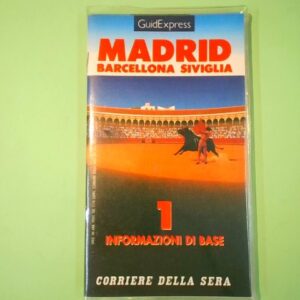 GuidExpress
MADRID
BARCELLONA SIVIGLIA
1
INFORMAZIONI DI BASE
CORRIERE DELLA SERA